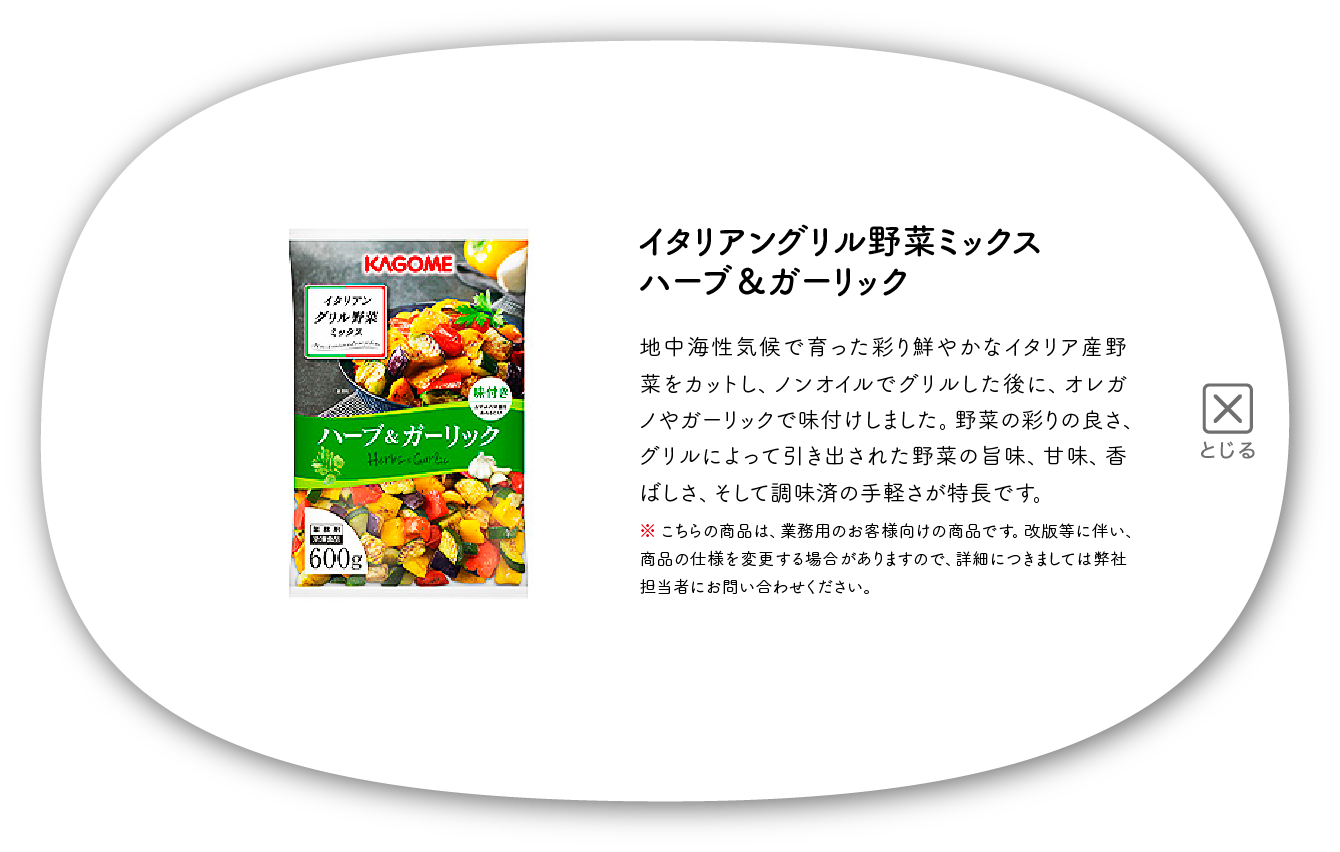 イタリアングリル野菜ミックス
ハーブ&ガーリック
地中海性気候で育った彩り鮮やかなイタリア産野
菜をカットし、ノンオイルでグリルした後に、オレガ
ノやガーリックで味付けしました。野菜の彩りの良さ、
グリルによって引き出された野菜の旨味、甘味、香
ばしさ、そして調味済の手軽さが特長です。
※こちらの商品は、業務用のお客様向けの商品です。改版等に伴い、
商品の仕様を変更する場合がありますので、詳細につきましては弊社
担当者にお問い合わせください。
とじる
KAGOME
イタリアン
グリル野菜
ミックス
味付き
ハーブ&ガーリック
Herbs & Garlic
業務用
冷凍食品
600g